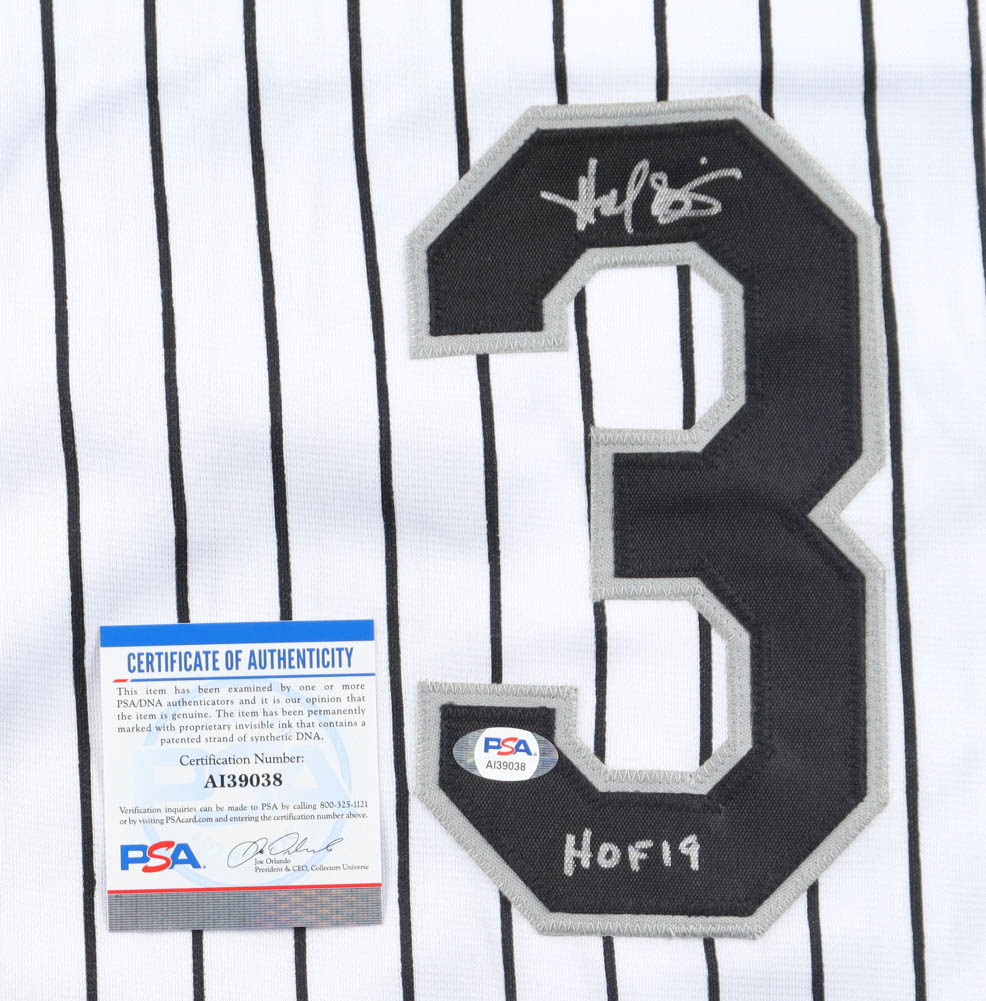 3
Hal Bai
CERTIFICATE OF AUTHENTICITY
This item has been examined by one or more
PSA/DNA authenticators and it is our opinion that
the item is genuine. The item has been permanently
marked with proprietary invisible ink that contains a
patented strand of synthetic DNA.
Certification Number:
AI39038
Verification inquiries can be made to PSA by calling 800-325-1121
or by visiting PSAcard.com and entering the certification number above.
PSA
Joe Orlando
President & CEO, Collectors Universe
PSA
AI39038
HOF 19